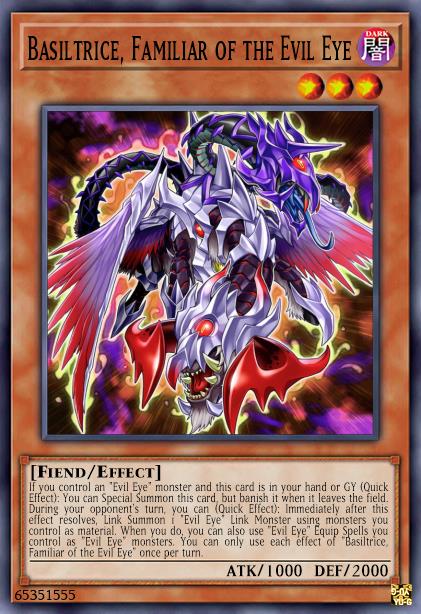 BASILTRICE, FAMILIAR OF THE EVIL EYE
DARK
闇
[FIEND/EFFECT]
If you control an "Evil Eye" monster and this card is in your hand or GY (Quick
Effect): You can Special Summon this card, but banish it when it leaves the field.
During your opponent's turn, you can (Quick Effect): Immediately after this
effect resolves, Link Summon i "Evil Eye" Link Monster using monsters you
control as material. When you do, you can also use "Evil Eye" Equip Spells you
control as "Evil Eye" monsters. You can only use each effect of "Basiltrice,
Familiar of the Evil Eye" once per turn.
ATK/1000 DEF/2000
65351555